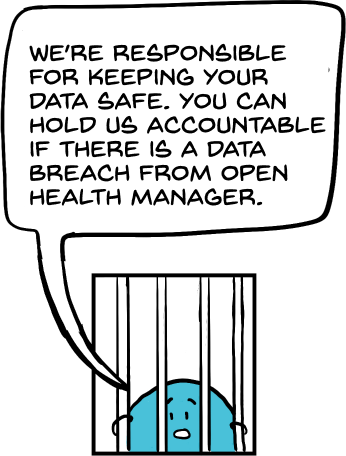 WE'RE RESPONSIBLE
FOR KEEPING YOUR
DATA SAFE. YOU CAN
HOLD US ACCOUNTABLE
IF THERE IS A DATA
BREACH FROM OPEN
HEALTH MANAGER.